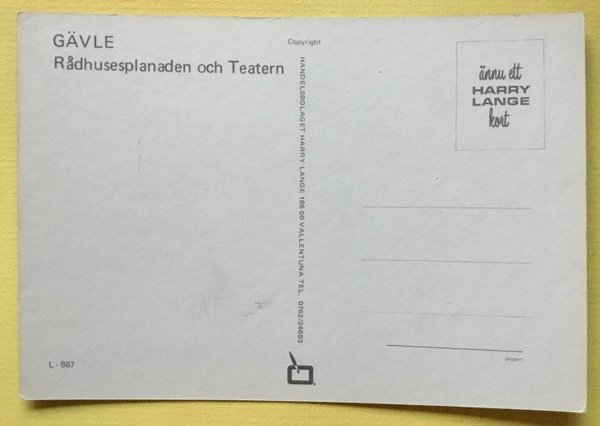 GÄVLE
Rådhusesplanaden och Teatern
Copyright
HANDELSBOLAGET HARRY LANGE 186 00 VALLENTUNA TEL. 0762/24693
ännu ett
HARRY
LANGE
kort
L - 867